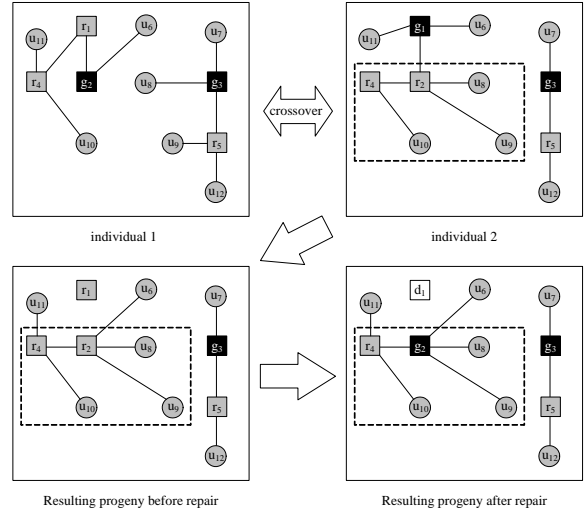 r1 u6 u7
u11
r4 g2 u8 g3
u10 u9 r5
u12
individual 1
crossover
g1 u6 u7
u11
r4 r2 u8 g3
u10 u9 r5
u12
individual 2
r1 u6 u7
u11
r4 r2 u8 g3
u10 u9 r5
u12
Resulting progeny before repair
d1 u6 u7
u11
r4 g2 u8 g3
u10 u9 r5
u12
Resulting progeny after repair